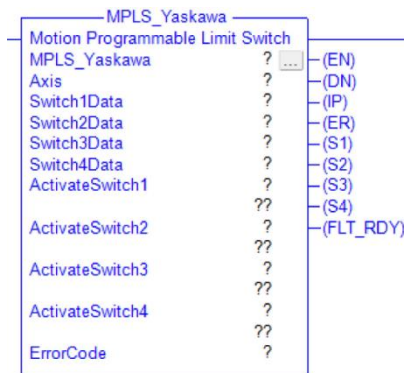 MPLS_Yaskawa
Motion Programmable Limit Switch
MPLS_Yaskawa ? ... (EN)
Axis ? (DN)
Switch1Data ? (IP)
Switch2Data ? (ER)
Switch3Data ? (S1)
Switch4Data ? (S2)
ActivateSwitch1 ? (S3)
?? (S4)
ActivateSwitch2 ? (FLT_RDY)
??
ActivateSwitch3 ?
??
ActivateSwitch4 ?
??
ErrorCode ?